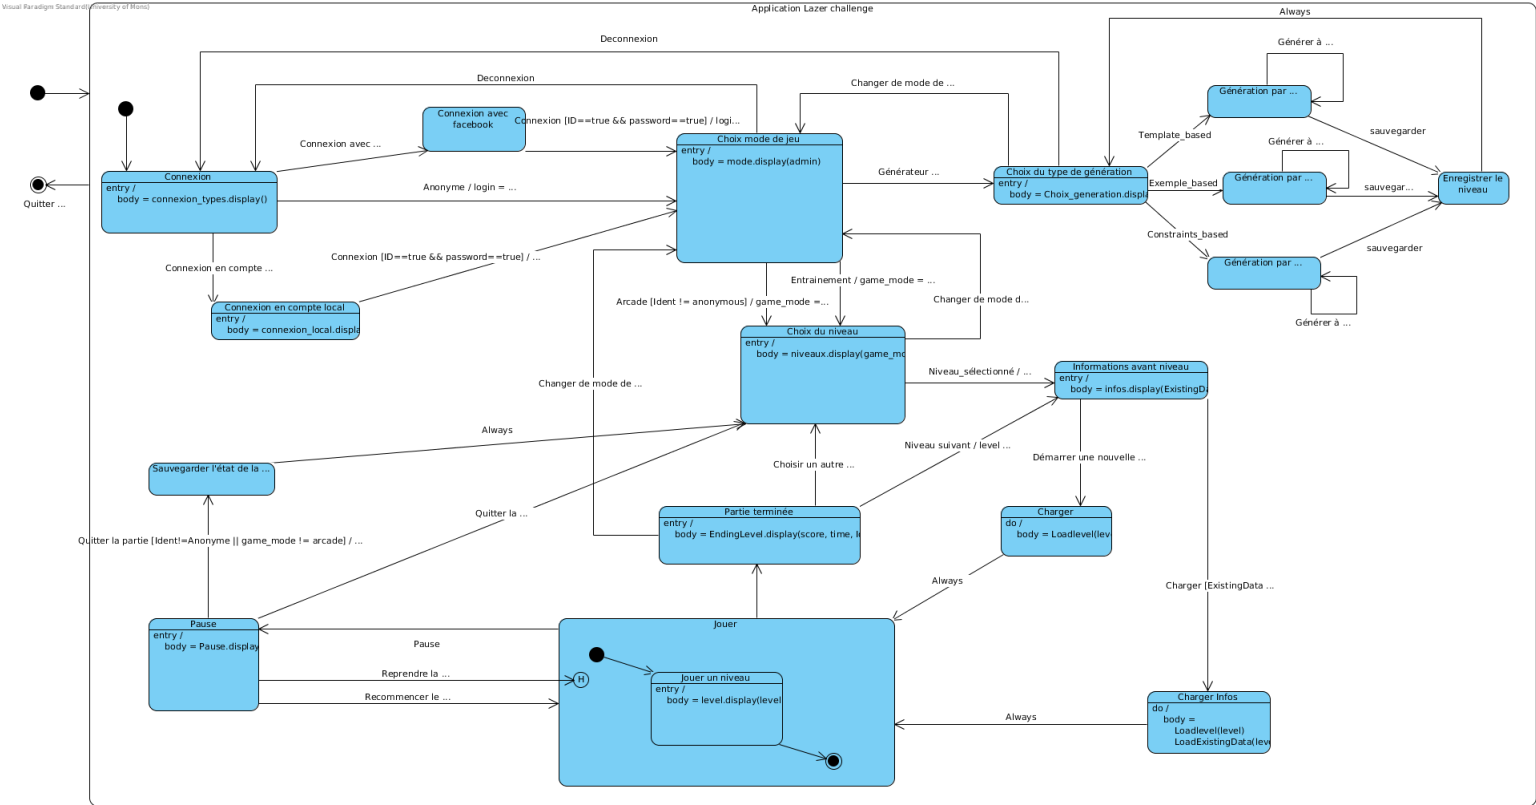 Visual Paradigm Standard(University of Mons)
Application Lazer challenge
Always
Deconnexion
Générer à ...
Deconnexion
Changer de mode de ...
Génération par ...
Connexion avec
facebook
Connexion [ID==true && password==true] / logi...
Template_based
sauvegarder
Connexion avec ...
Choix mode de jeu
entry /
body = mode.display(admin)
Générer à ...
Générateur ...
Choix du type de génération
entry /
body = Choix_generation.displa
Exemple_based
Génération par ...
sauvegar...
Enregistrer le
niveau
Connexion
entry /
body = connexion_types.display()
Anonyme / login = ...
Quitter ...
Constraints_based
sauvegarder
Connexion [ID==true && password==true] / ...
Connexion en compte ...
Génération par ...
Entrainement / game_mode = ...
Arcade [Ident != anonymous] / game_mode =...
Changer de mode d...
Connexion en compte local
entry /
body = connexion_local.displa
Générer à ...
Choix du niveau
entry /
body = niveaux.display(game_mo
Niveau_sélectionné / ...
Informations avant niveau
entry /
body = infos.display(ExistingDa
Changer de mode de ...
Always
Niveau suivant / level ...
Choisir un autre ...
Démarrer une nouvelle ...
Sauvegarder l'état de la ...
Quitter la ...
Partie terminée
entry /
body = EndingLevel.display(score, time, l
Charger
do /
body = Loadlevel(lev
Quitter la partie [Ident!=Anonyme || game_mode != arcade] / ...
Always
Charger [ExistingData ...
Pause
entry /
body = Pause.display
Pause
Reprendre la ...
Recommencer le ...
Jouer
H
Jouer un niveau
entry /
body = level.display(level
Always
Charger Infos
do /
body =
Loadlevel(level)
LoadExistingData(leve